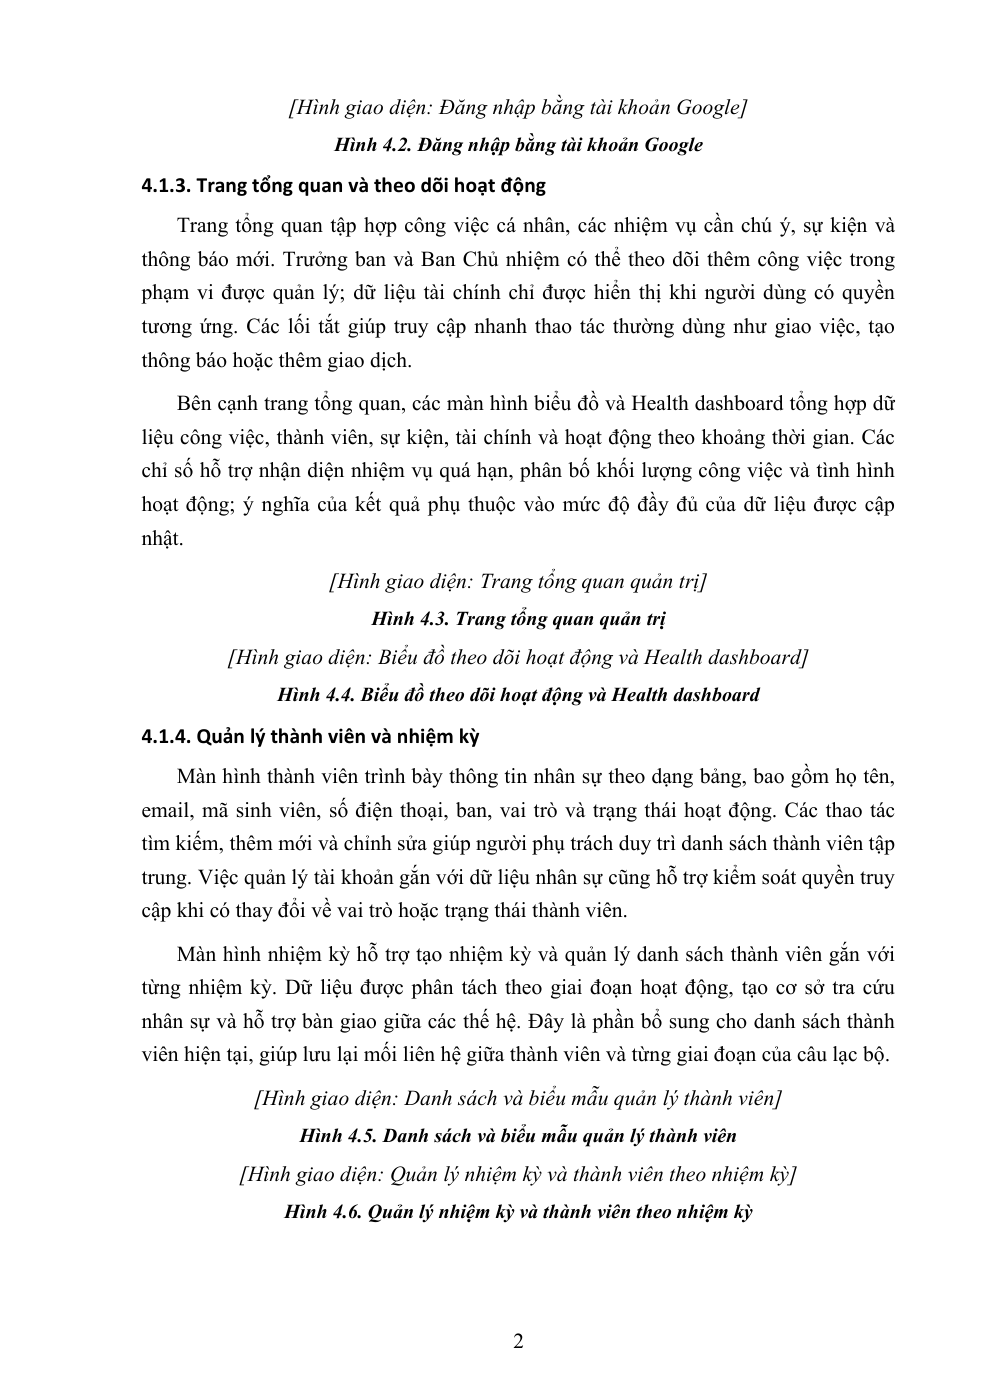 [Hình giao diện: Đăng nhập bằng tài khoản Google]
Hình 4.2. Đăng nhập bằng tài khoản Google
4.1.3. Trang tổng quan và theo dõi hoạt động
Trang tổng quan tập hợp công việc cá nhân, các nhiệm vụ cần chú ý, sự kiện và
thông báo mới. Trưởng ban và Ban Chủ nhiệm có thể theo dõi thêm công việc trong
phạm vi được quản lý; dữ liệu tài chính chỉ được hiển thị khi người dùng có quyền
tương ứng. Các lối tắt giúp truy cập nhanh thao tác thường dùng như giao việc, tạo
thông báo hoặc thêm giao dịch.
Bên cạnh trang tổng quan, các màn hình biểu đồ và Health dashboard tổng hợp dữ
liệu công việc, thành viên, sự kiện, tài chính và hoạt động theo khoảng thời gian. Các
chỉ số hỗ trợ nhận diện nhiệm vụ quá hạn, phân bố khối lượng công việc và tình hình
hoạt động; ý nghĩa của kết quả phụ thuộc vào mức độ đầy đủ của dữ liệu được cập
nhật.
[Hình giao diện: Trang tổng quan quản trị]
Hình 4.3. Trang tổng quan quản trị
[Hình giao diện: Biểu đồ theo dõi hoạt động và Health dashboard]
Hình 4.4. Biểu đồ theo dõi hoạt động và Health dashboard
4.1.4. Quản lý thành viên và nhiệm kỳ
Màn hình thành viên trình bày thông tin nhân sự theo dạng bảng, bao gồm họ tên,
email, mã sinh viên, số điện thoại, ban, vai trò và trạng thái hoạt động. Các thao tác
tìm kiếm, thêm mới và chỉnh sửa giúp người phụ trách duy trì danh sách thành viên tập
trung. Việc quản lý tài khoản gắn với dữ liệu nhân sự cũng hỗ trợ kiểm soát quyền truy
cập khi có thay đổi về vai trò hoặc trạng thái thành viên.
Màn hình nhiệm kỳ hỗ trợ tạo nhiệm kỳ và quản lý danh sách thành viên gắn với
từng nhiệm kỳ. Dữ liệu được phân tách theo giai đoạn hoạt động, tạo cơ sở tra cứu
nhân sự và hỗ trợ bàn giao giữa các thế hệ. Đây là phần bổ sung cho danh sách thành
viên hiện tại, giúp lưu lại mối liên hệ giữa thành viên và từng giai đoạn của câu lạc bộ.
[Hình giao diện: Danh sách và biểu mẫu quản lý thành viên]
Hình 4.5. Danh sách và biểu mẫu quản lý thành viên
[Hình giao diện: Quản lý nhiệm kỳ và thành viên theo nhiệm kỳ]
Hình 4.6. Quản lý nhiệm kỳ và thành viên theo nhiệm kỳ
2